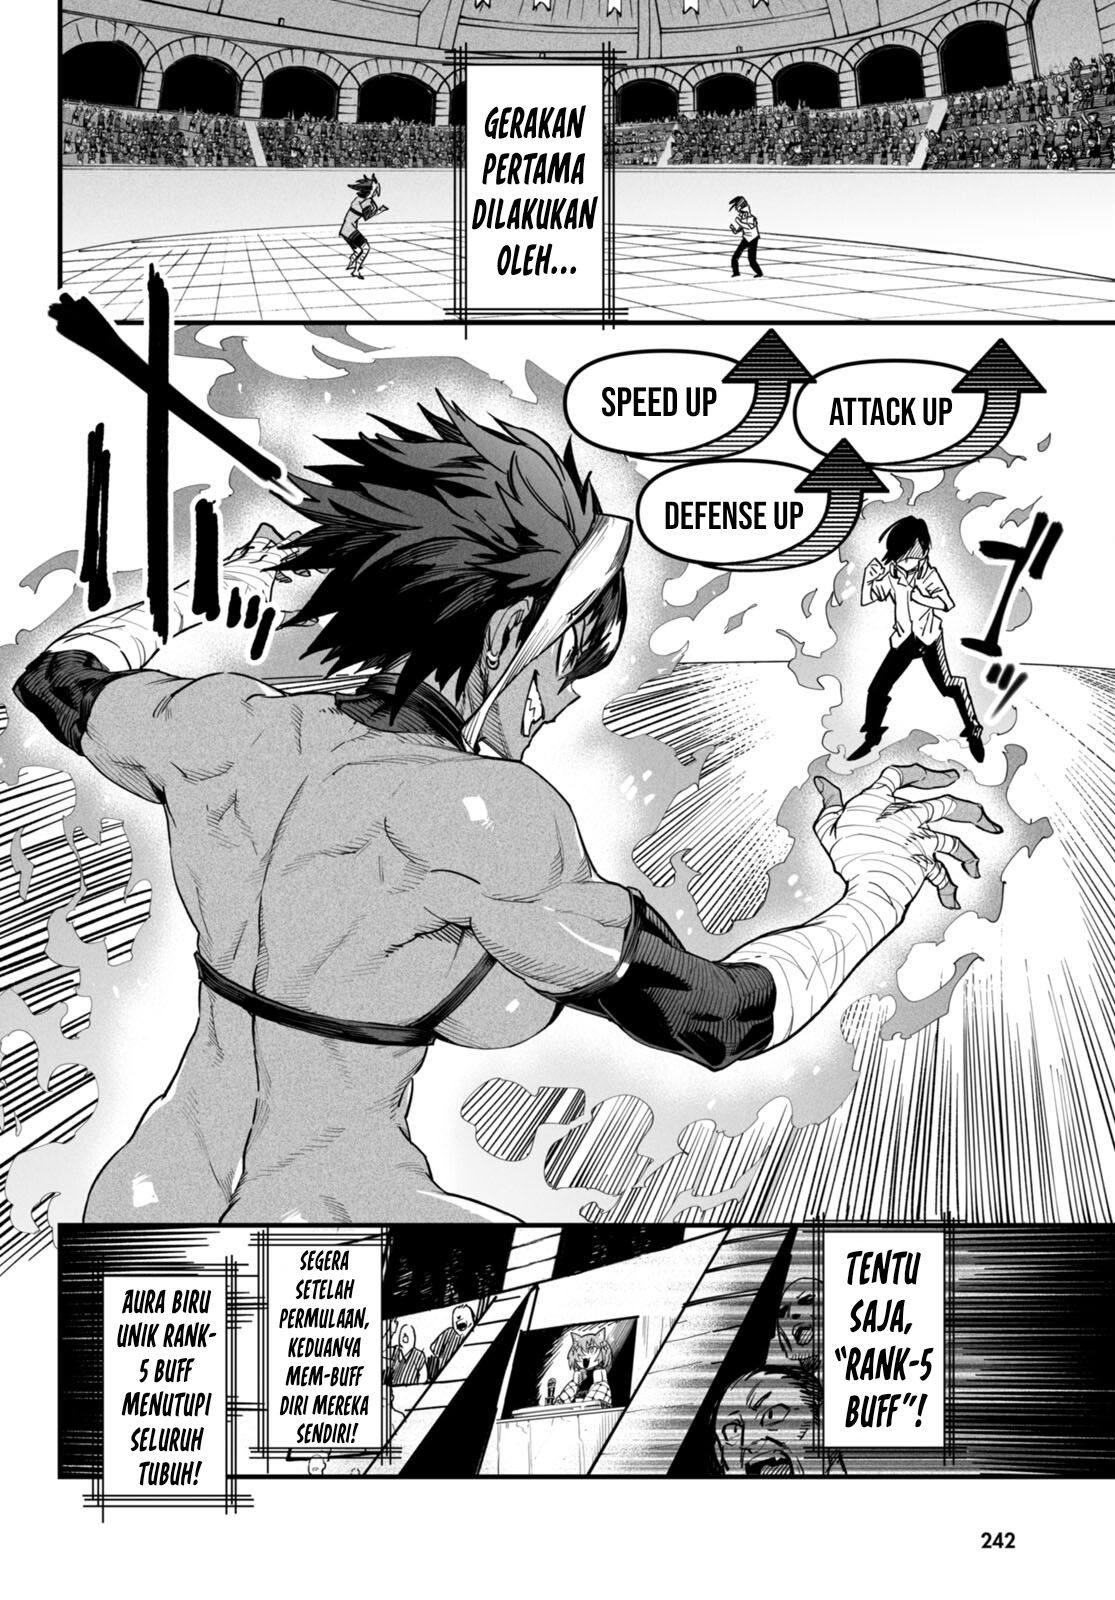 GERAKAN
PERTAMA
DILAKUKAN
OLEH...
SPEED UP
ATTACK UP
DEFENSE UP
ド
TENTU
SAJA,
“RANK-5
BUFF”!
SEGERA
SETELAH
PERMULAAN,
KEDUANYA
MEM-BUFF
DIRI MEREKA
SENDIRI!
AURA BIRU
UNIK RANK-
5 BUFF
MENUTUPI
SELURUH
TUBUH!
242